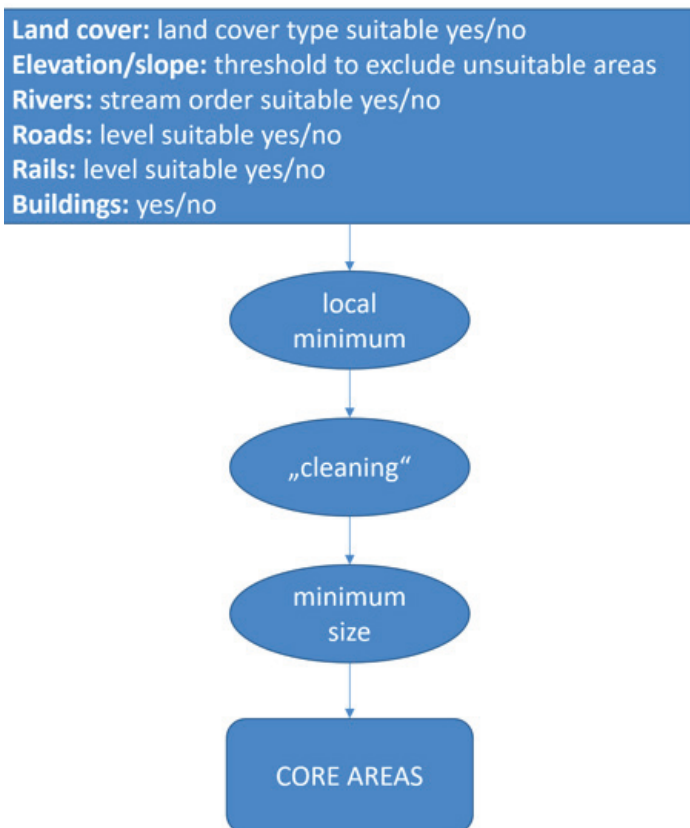 Land cover: land cover type suitable yes/no
Elevation/slope: threshold to exclude unsuitable areas
Rivers: stream order suitable yes/no
Roads: level suitable yes/no
Rails: level suitable yes/no
Buildings: yes/no
local
minimum
„cleaning“
minimum
size
CORE AREAS